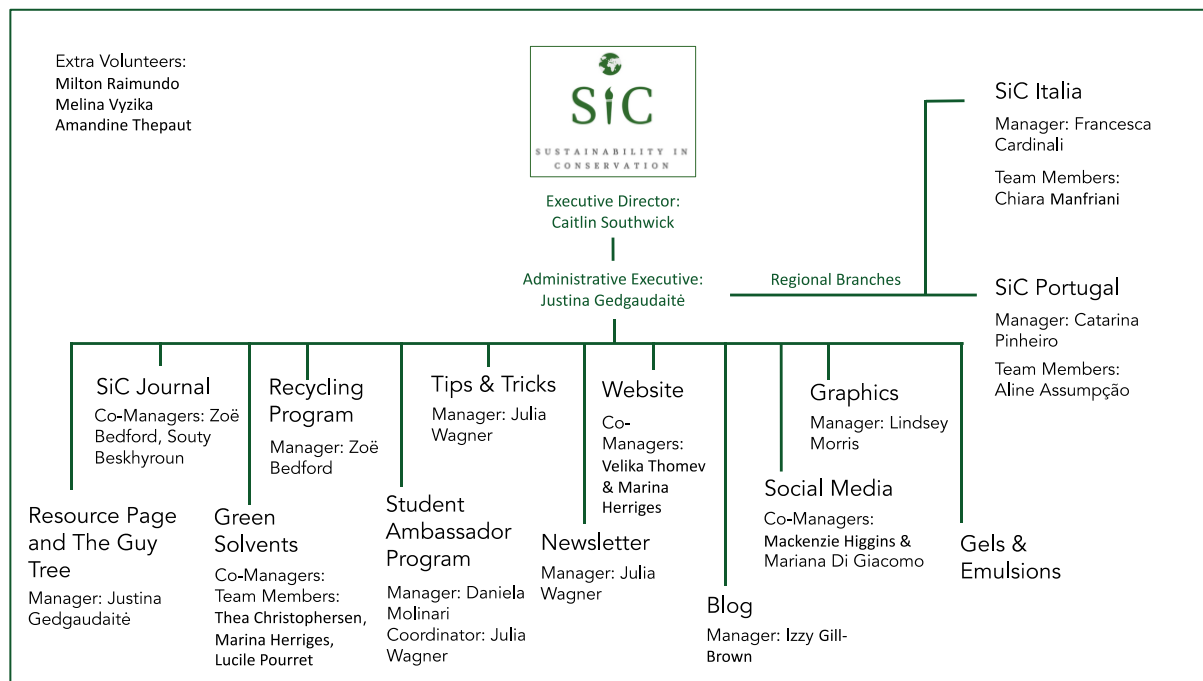 Extra Volunteers:
Milton Raimundo
Melina Vyzika
Amandine Thepaut
SiC
SUSTAINABILITY IN
CONSERVATION
Executive Director:
Caitlin Southwick
Administrative Executive:
Justina Gedgaudaitė
Regional Branches
SiC Italia
Manager: Francesca
Cardinali
Team Members:
Chiara Manfriani
SiC Portugal
Manager: Catarina
Pinheiro
Team Members:
Aline Assumpção
SiC Journal
Co-Managers: Zoë
Bedford, Souty
Beskhyroun
Recycling
Program
Manager: Zoë
Bedford
Tips & Tricks
Manager: Julia
Wagner
Website
Co-
Managers:
Velika Thomev
& Marina
Herriges
Graphics
Manager: Lindsey
Morris
Resource Page
and The Guy
Tree
Manager: Justina
Gedgaudaitė
Green
Solvents
Co-Managers:
Team Members:
Thea Christophersen,
Marina Herriges,
Lucile Pourret
Student
Ambassador
Program
Manager: Daniela
Molinari
Coordinator: Julia
Wagner
Newsletter
Manager: Julia
Wagner
Blog
Manager: Izzy Gill-
Brown
Social Media
Co-Managers:
Mackenzie Higgins &
Mariana Di Giacomo
Gels &
Emulsions